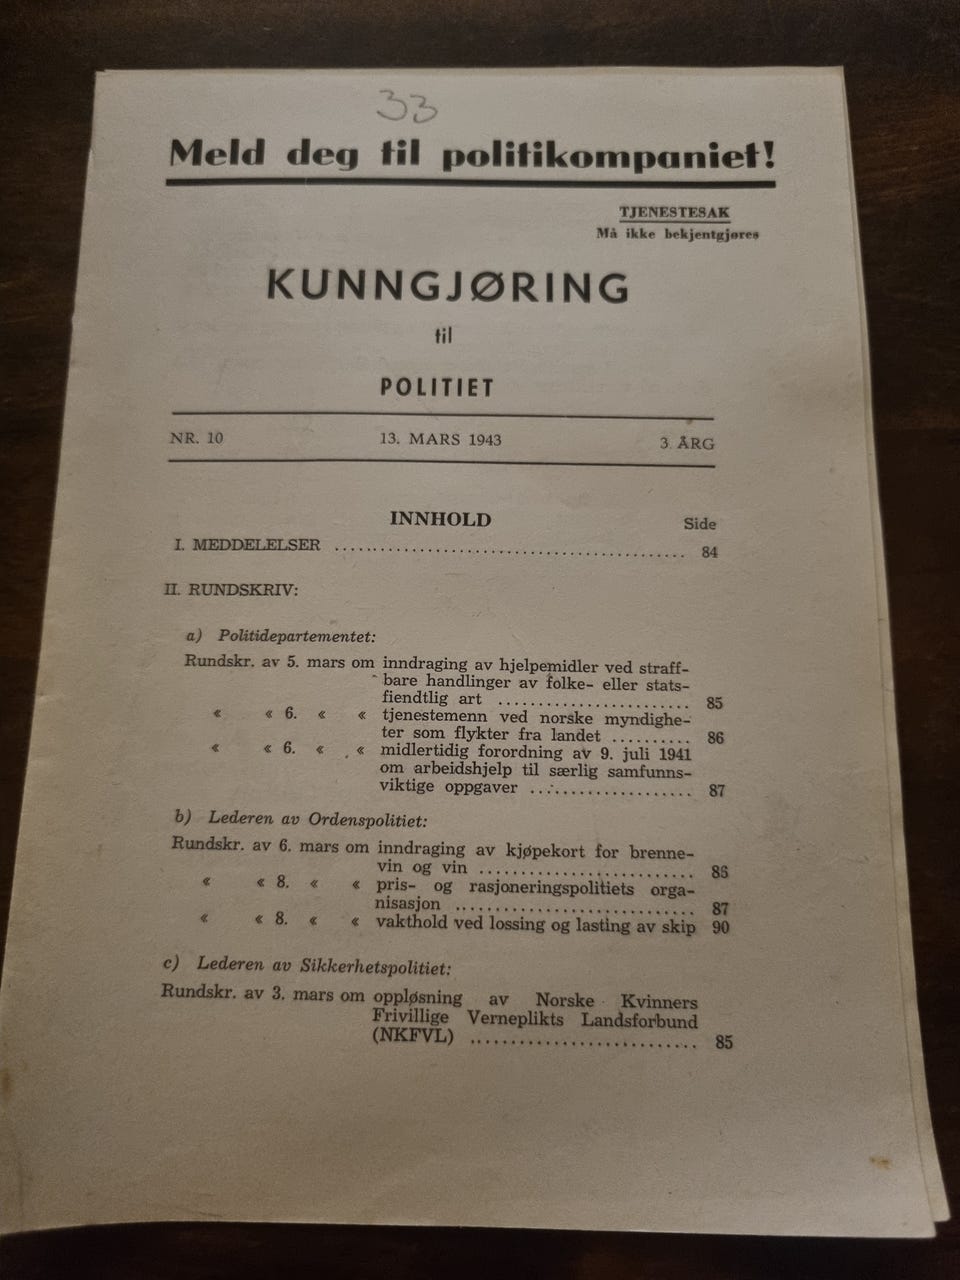 33
Meld deg til politikompaniet!
TJENESTESAK
Må ikke bekjentgjøres
KUNNGJØRING
til
POLITIET
NR. 10 13. MARS 1943 3. ÅRG
INNHOLD Side
I. MEDDELELSER .......................................... 84
II. RUNDSKRIV:
a) Politidepartementet:
Rundskr. av 5. mars om inndraging av hjelpemidler ved straff-
bare handlinger av folke- eller stats-
fiendtlig art ........................ 85
« « 6. « « tjenestemenn ved norske myndighe-
ter som flykter fra landet .......... 86
« « 6. « « midlertidig forordning av 9. juli 1941
om arbeidshjelp til særlig samfunns-
viktige oppgaver .................... 87
b) Lederen av Ordenspolitiet:
Rundskr. av 6. mars om inndraging av kjøpekort for brenne-
vin og vin .......................... 86
« « 8. « « pris- og rasjoneringspolitiets orga-
nisasjon ............................ 87
« « 8. « « vakthold ved lossing og lasting av skip 90
c) Lederen av Sikkerhetspolitiet:
Rundskr. av 3. mars om oppløsning av Norske Kvinners
Frivillige Verneplikts Landsforbund
(NKFVL) ............................ 85